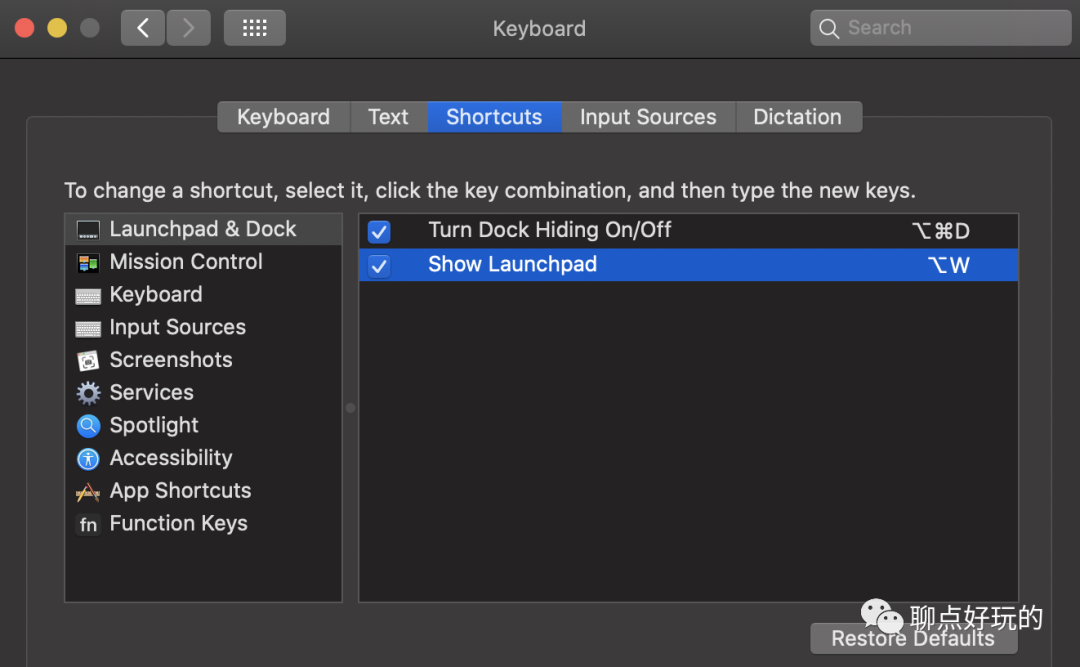 Keyboard
Search
Keyboard Text Shortcuts Input Sources Dictation
To change a shortcut, select it, click the key combination, and then type the new keys.
Launchpad & Dock
Mission Control
Keyboard
Input Sources
Screenshots
Services
Spotlight
Accessibility
App Shortcuts
fn Function Keys
Turn Dock Hiding On/Off ⌥⌘D
Show Launchpad ⌥W
聊点好玩的
Restore Defaults